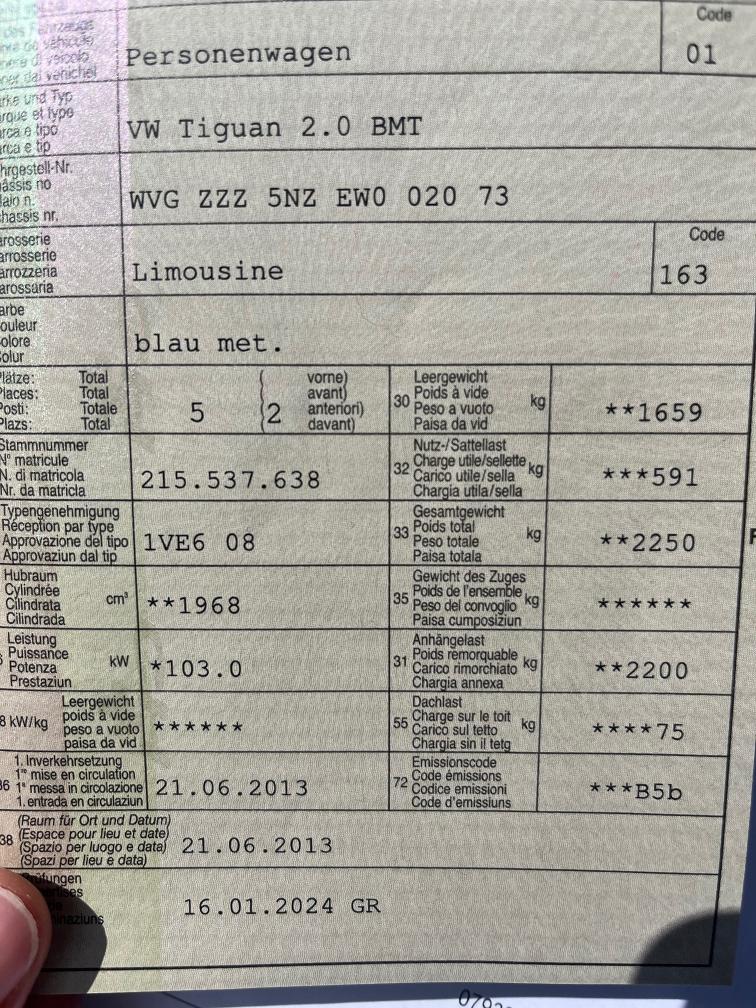 Code
Personenwagen
01
VW Tiguan 2.0 BMT
WVG ZZZ 5NZ EW0 020 73
Code
Limousine
163
blau met.
Total
Total
Totale
Total
5
(2
vorne)
avant)
anteriori)
davant)
30
Leergewicht
Poids à vide
Peso a vuoto
Paisa da vid
kg
**1659
Stammnummer
N° matricule
N. di matricola
Nr. da matricla
215.537.638
32
Nutz-/Sattellast
Charge utile/sellette
Carico utile/sella
Chargia utila/sella
kg
***591
Typengenehmigung
Réception par type
Approvazione del tipo
Approvaziun dal tip
1VE6 08
33
Gesamtgewicht
Poids total
Peso totale
Paisa totala
kg
**2250
Hubraum
Cylindrée
Cilindrata
Cilindrada
cm³
**1968
35
Gewicht des Zuges
Poids de l'ensemble
Peso del convoglio
Paisa cumposiziun
kg
******
Leistung
Puissance
Potenza
Prestaziun
kW
*103.0
31
Anhängelast
Poids remorquable
Carico rimorchiato
Chargia annexa
kg
**2200
kW/kg
Leergewicht
poids à vide
peso a vuoto
paisa da vid
******
55
Dachlast
Charge sur le toit
Carico sul tetto
Chargia sin il tetg
kg
****75
1. Inverkehrsetzung
1re mise en circulation
1a messa in circolazione
1. entrada en circulaziun
21.06.2013
72
Emissionscode
Code émissions
Codice emissioni
Code d'emissiuns
***B5b
38
(Raum für Ort und Datum)
(Espace pour lieu et date)
(Spazio per luogo e data)
(Spazi per lieu e data)
21.06.2013
16.01.2024 GR